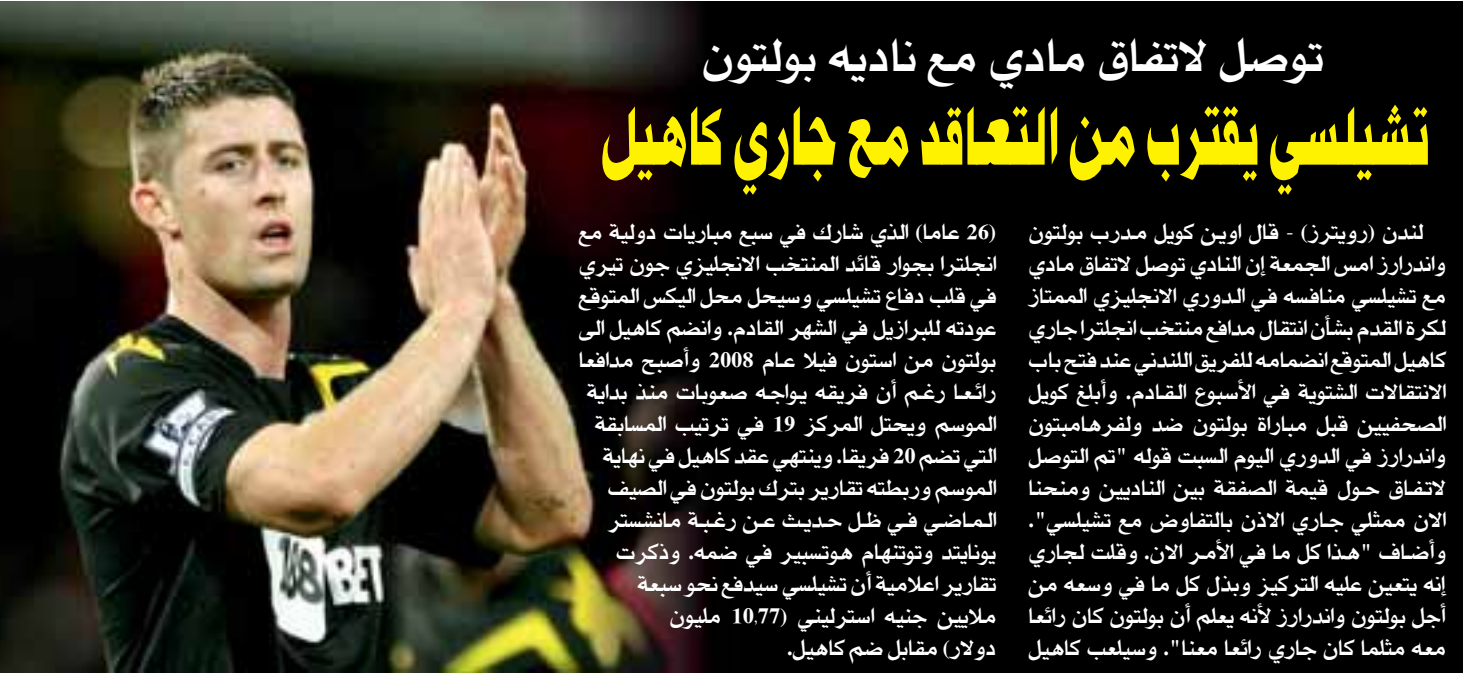 توصل لاتفاق مادي مع ناديه بولتون
تشيلسي يقترب من التعاقد مع جاري كاهيل
لندن (رويترز) - قال اوين كويل مدرب بولتون
واندرارز امس الجمعة إن النادي توصل لاتفاق مادي
مع تشيلسي منافسه في الدوري الانجليزي الممتاز
لكرة القدم بشأن انتقال مدافع منتخب انجلترا جاري
كاهيل المتوقع انضمامه للفريق اللندني عند فتح باب
الانتقالات الشتوية في الأسبوع القادم. وأبلغ كويل
الصحفيين قبل مباراة بولتون ضد ولفرهامبتون
واندرارز في الدوري اليوم السبت قوله "تم التوصل
لاتفاق حول قيمة الصفقة بين الناديين ومنحنا
الان ممثلي جاري الاذن بالتفاوض مع تشيلسي".
وأضاف "هذا كل ما في الأمر الان. وقلت لجاري
إنه يتعين عليه التركيز وبذل كل ما في وسعه من
أجل بولتون واندرارز لأنه يعلم أن بولتون كان رائعا
معه مثلما كان جاري رائعا معنا". وسيلعب كاهيل
(26 عاما) الذي شارك في سبع مباريات دولية مع
انجلترا بجوار قائد المنتخب الانجليزي جون تيري
في قلب دفاع تشيلسي وسيحل محل اليكس المتوقع
عودته للبرازيل في الشهر القادم. وانضم كاهيل الى
بولتون من استون فيلا عام 2008 وأصبح مدافعا
رائعا رغم أن فريقه يواجه صعوبات منذ بداية
الموسم ويحتل المركز 19 في ترتيب المسابقة
التي تضم 20 فريقا. وينتهي عقد كاهيل في نهاية
الموسم وربطته تقارير بترك بولتون في الصيف
الماضي في ظل حديث عن رغبة مانشستر
يونايتد وتوتنهام هوتسبير في ضمه. وذكرت
تقارير اعلامية أن تشيلسي سيدفع نحو سبعة
ملايين جنيه استرليني (10,77 مليون
دولار) مقابل ضم كاهيل.
188BET